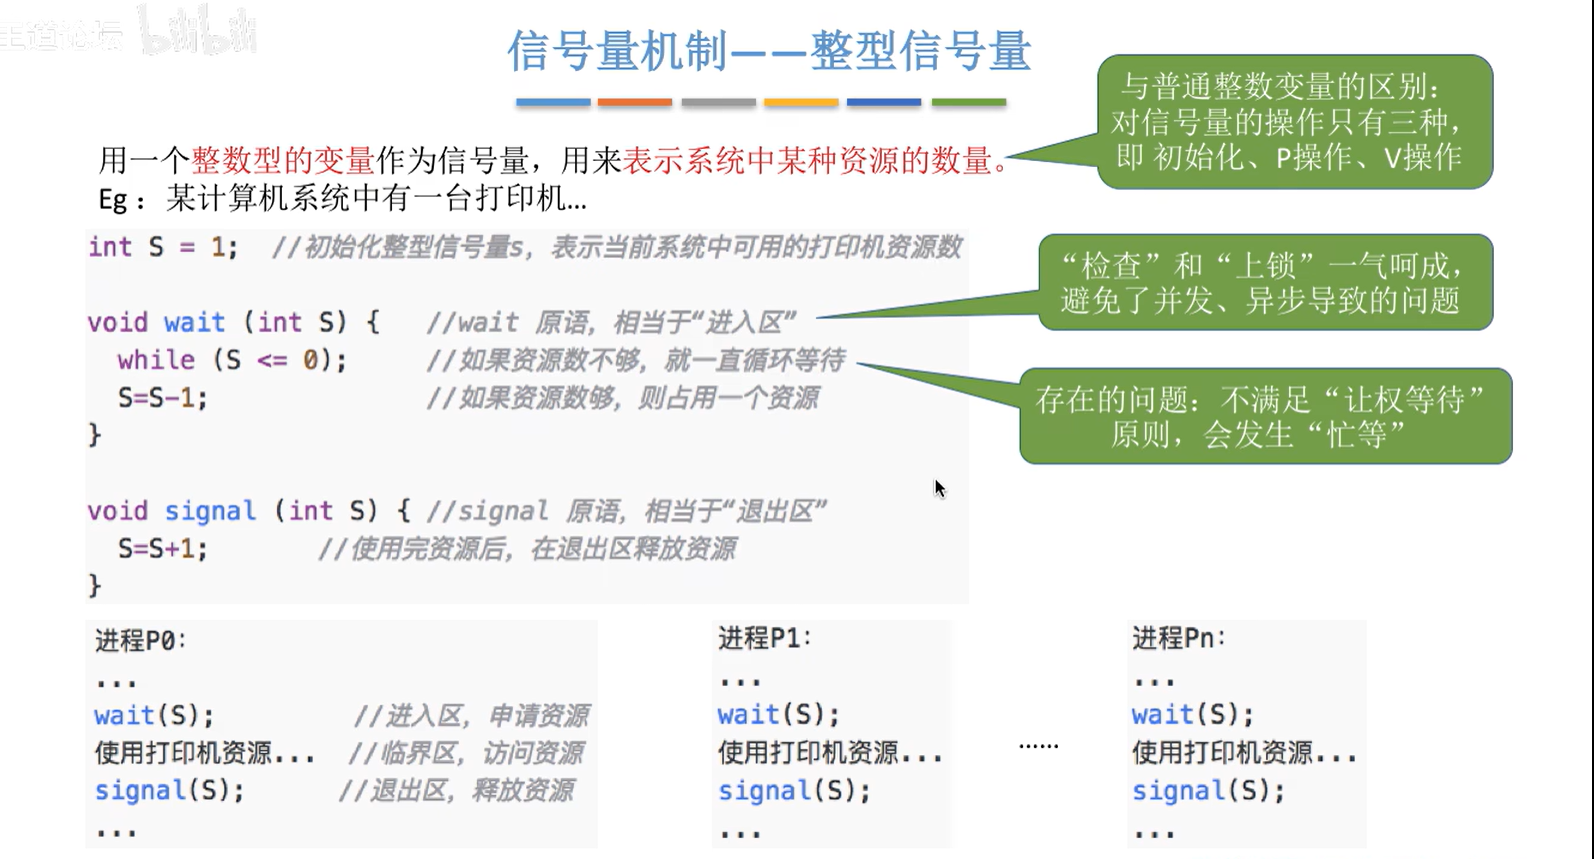 王道论坛 bilibili
信号量机制——整型信号量
与普通整数变量的区别：
对信号量的操作只有三种，
即 初始化、P操作、V操作
用一个整数型的变量作为信号量，用来表示系统中某种资源的数量。
Eg：某计算机系统中有一台打印机...
int S = 1;  //初始化整型信号量s，表示当前系统中可用的打印机资源数
“检查”和“上锁”一气呵成，
避免了并发、异步导致的问题
void wait (int S) {   //wait 原语，相当于“进入区”
while (S <= 0);     //如果资源数不够，就一直循环等待
S=S-1;              //如果资源数够，则占用一个资源
}
存在的问题：不满足“让权等待”
原则，会发生“忙等”
void signal (int S) { //signal 原语，相当于“退出区”
S=S+1;       //使用完资源后，在退出区释放资源
}
进程P0:
...
wait(S);         //进入区，申请资源
使用打印机资源...  //临界区，访问资源
signal(S);      //退出区，释放资源
...
进程P1:
...
wait(S);
使用打印机资源...
signal(S);
...
......
进程Pn:
...
wait(S);
使用打印机资源...
signal(S);
...